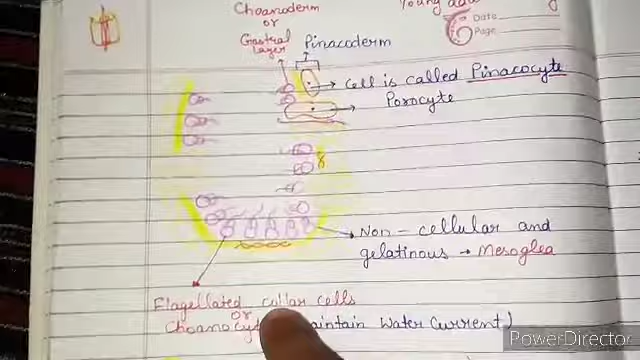 Choanoderm
or
Gastral
layer
Pinacoderm
Date
Page
Cell is called Pinacocyte
Porocyte
Non-cellular and
gelatinous → Mesoglea
Flagellated collar cells
or
Water current)
PowerDirector